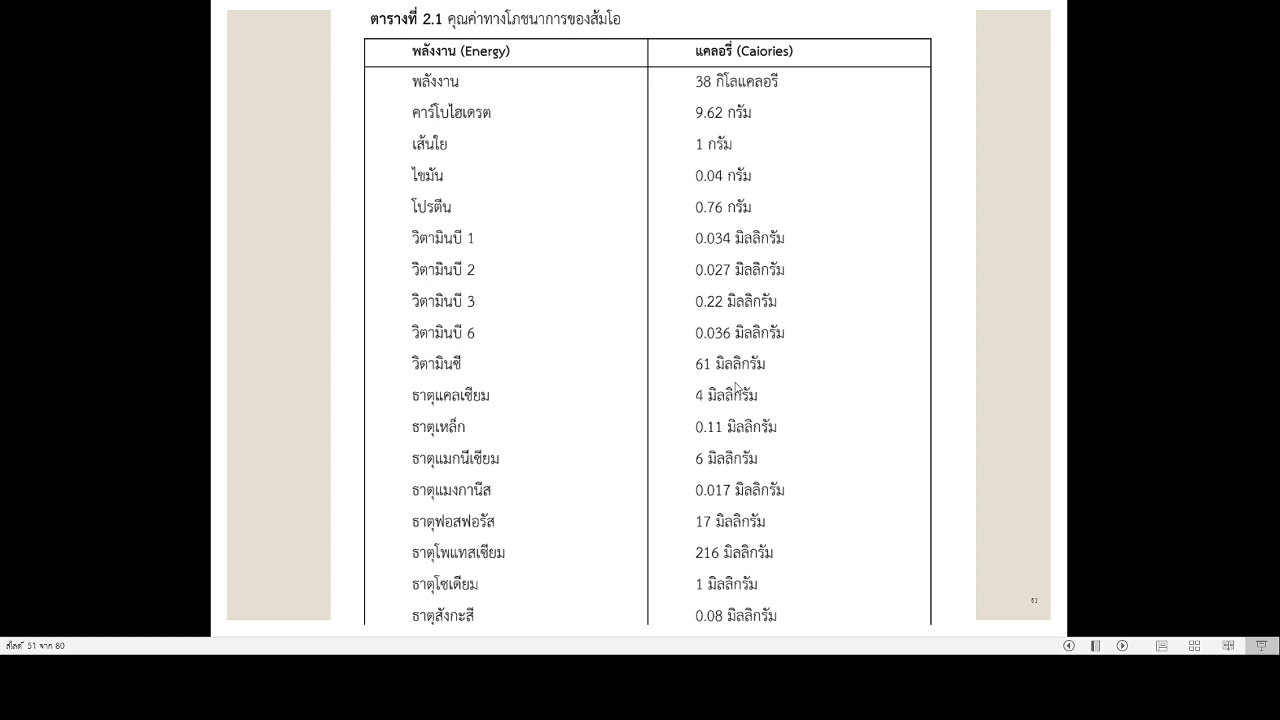 ตารางที่ 2.1 คุณค่าทางโภชนาการของส้มโอ
พลังงาน (Energy) แคลอรี่ (Caiories)
พลังงาน 38 กิโลแคลอรี
คาร์โบไฮเดรต 9.62 กรัม
เส้นใย 1 กรัม
ไขมัน 0.04 กรัม
โปรตีน 0.76 กรัม
วิตามินบี 1 0.034 มิลลิกรัม
วิตามินบี 2 0.027 มิลลิกรัม
วิตามินบี 3 0.22 มิลลิกรัม
วิตามินบี 6 0.036 มิลลิกรัม
วิตามินซี 61 มิลลิกรัม
ธาตุแคลเซียม 4 มิลลิกรัม
ธาตุเหล็ก 0.11 มิลลิกรัม
ธาตุแมกนีเซียม 6 มิลลิกรัม
ธาตุแมงกานีส 0.017 มิลลิกรัม
ธาตุฟอสฟอรัส 17 มิลลิกรัม
ธาตุโพแทสเซียม 216 มิลลิกรัม
ธาตุโซเดียม 1 มิลลิกรัม
ธาตุสังกะสี 0.08 มิลลิกรัม
51
สไลด์ 51 จาก 80